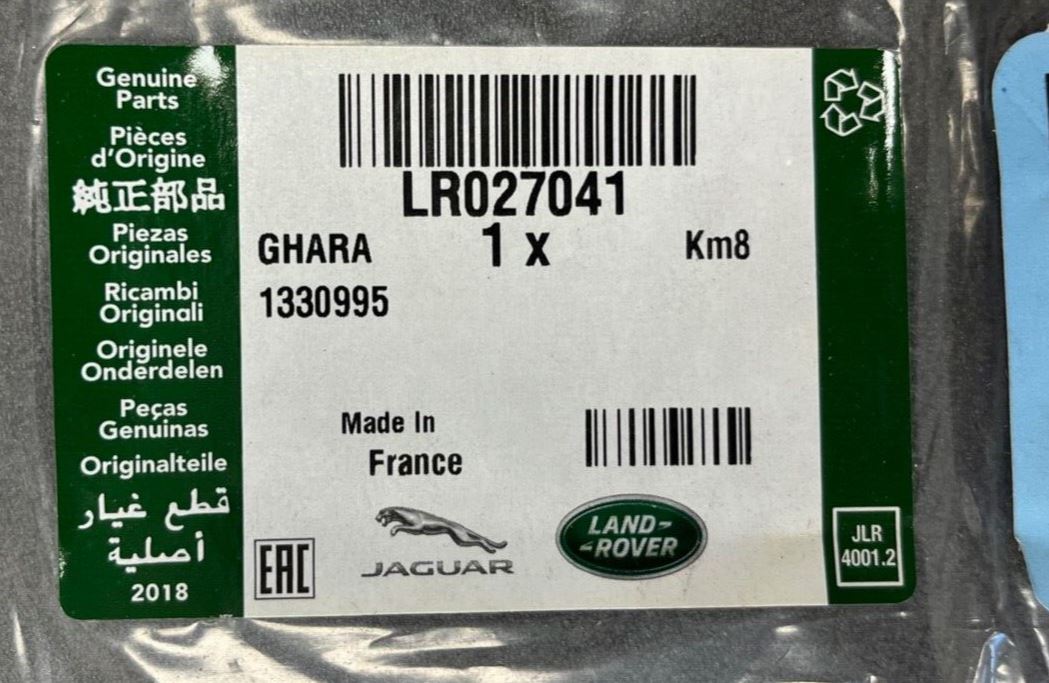 Genuine
Parts
Pièces
d'Origine
純正部品
Piezas
Originales
Ricambi
Originali
Originele
Onderdelen
Peças
Genuinas
Originalteile
قطع غيار
أصلية
2018
LR027041
GHARA 1 x Km8
1330995
Made In
France
EAC
JAGUAR
LAND-
-ROVER
JLR
4001.2